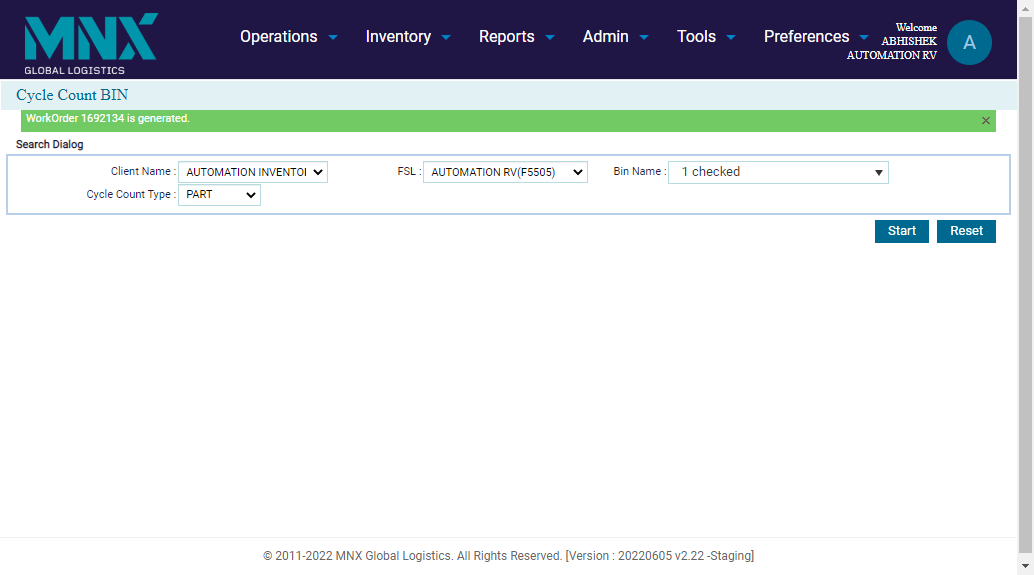 MNX
GLOBAL LOGISTICS
Operations Inventory Reports Admin Tools Preferences
Welcome
ABHISHEK
AUTOMATION RV
A
Cycle Count BIN
WorkOrder 1692134 is generated.
Search Dialog
Client Name : AUTOMATION INVENTOI FSL : AUTOMATION RV(F5505) Bin Name : 1 checked
Cycle Count Type : PART
Start Reset
© 2011-2022 MNX Global Logistics. All Rights Reserved. [Version : 20220605 v2.22 -Staging]